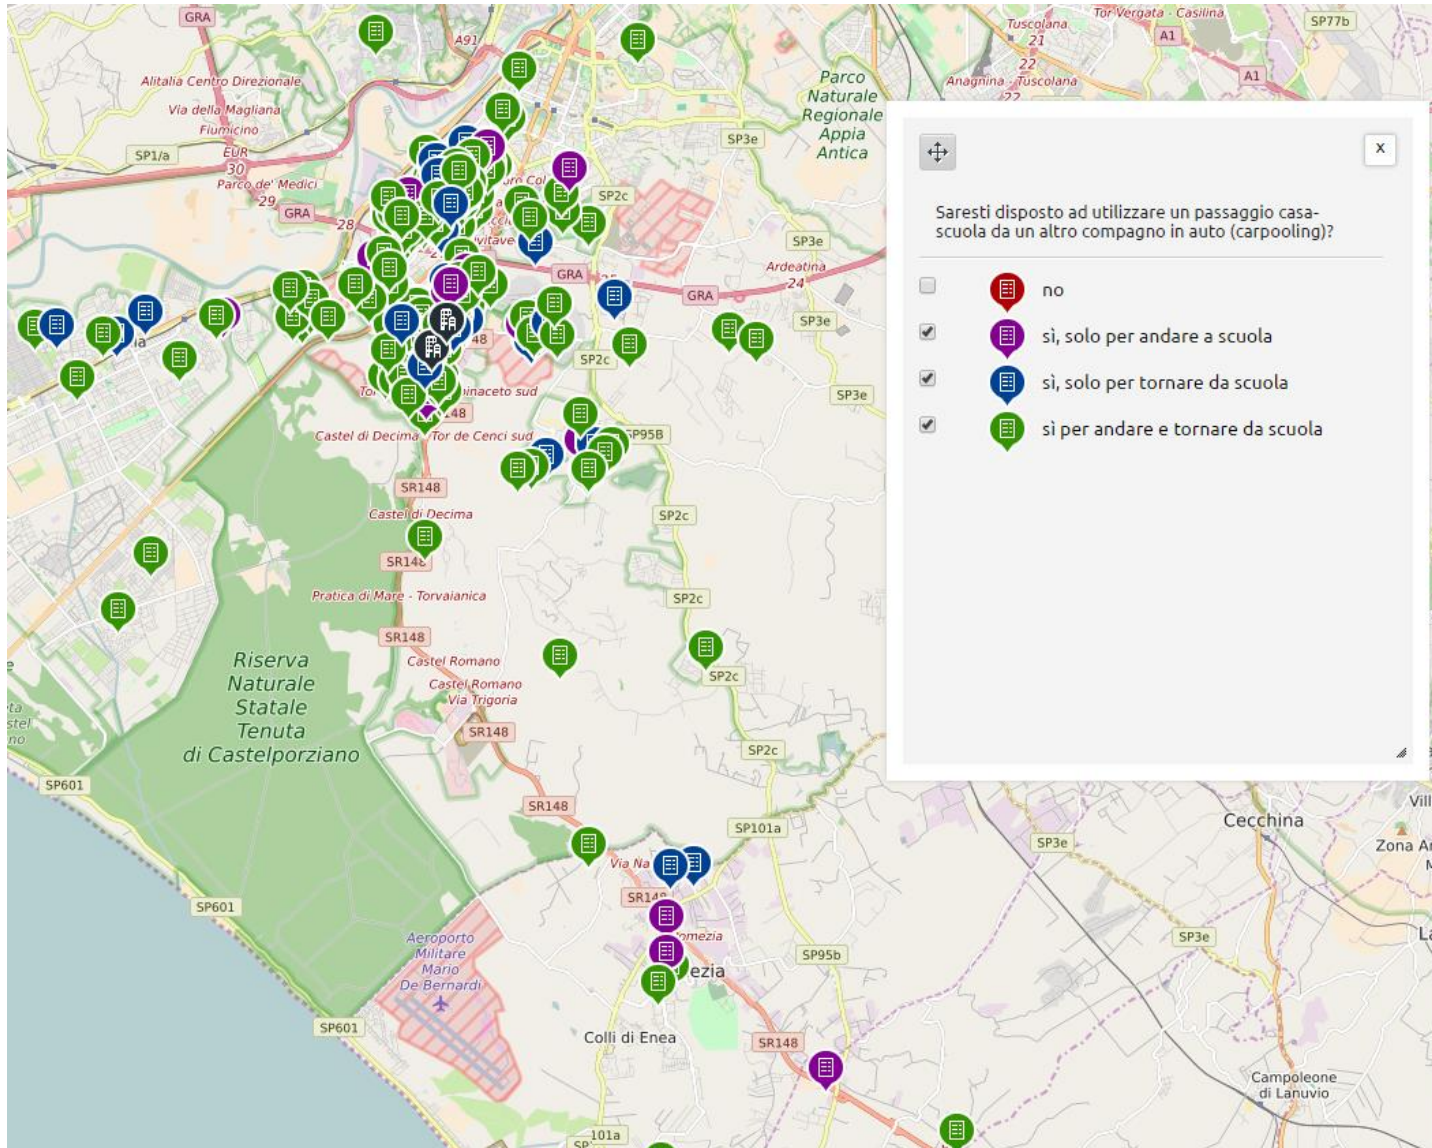 GRA
A91
Alitalia Centro Direzionale
Via della Magliana
Fiumicino
SP1/a
EUR
30
Parco de' Medici
29
GRA
28
Tuscolana
21
22
Anagnina - Tuscolana
22
Tor Vergata - Casilina
A1
SP77b
A1
Parco
Naturale
Regionale
Appia
Antica
SP3e
SP2c
SP3e
Ardeatina
24
GRA
GRA
SP3e
SP2c
SP3e
x
Saresti disposto ad utilizzare un passaggio casa-
scuola da un altro compagno in auto (carpooling)?
no
sì, solo per andare a scuola
sì, solo per tornare da scuola
sì per andare e tornare da scuola
48
148
Castel di Decima
Tor de Cenci sud
SP95B
SR148
Castel di Decima
SR148
SP2c
Pratica di Mare - Torvaianica
SP2c
SR148
Castel Romano
Castel Romano
Via Trigoria
SP2c
SR148
SP2c
Riserva
Naturale
Statale
Tenuta
di Castelporziano
SP601
SR148
SP101a
SP3e
Cecchina
SP601
SR148
Aeroporto
Militare
Mario
De Bernardi
SP95b
SP3e
SP601
Colli di Enea
SR148
Campoleone
di Lanuvio
101a